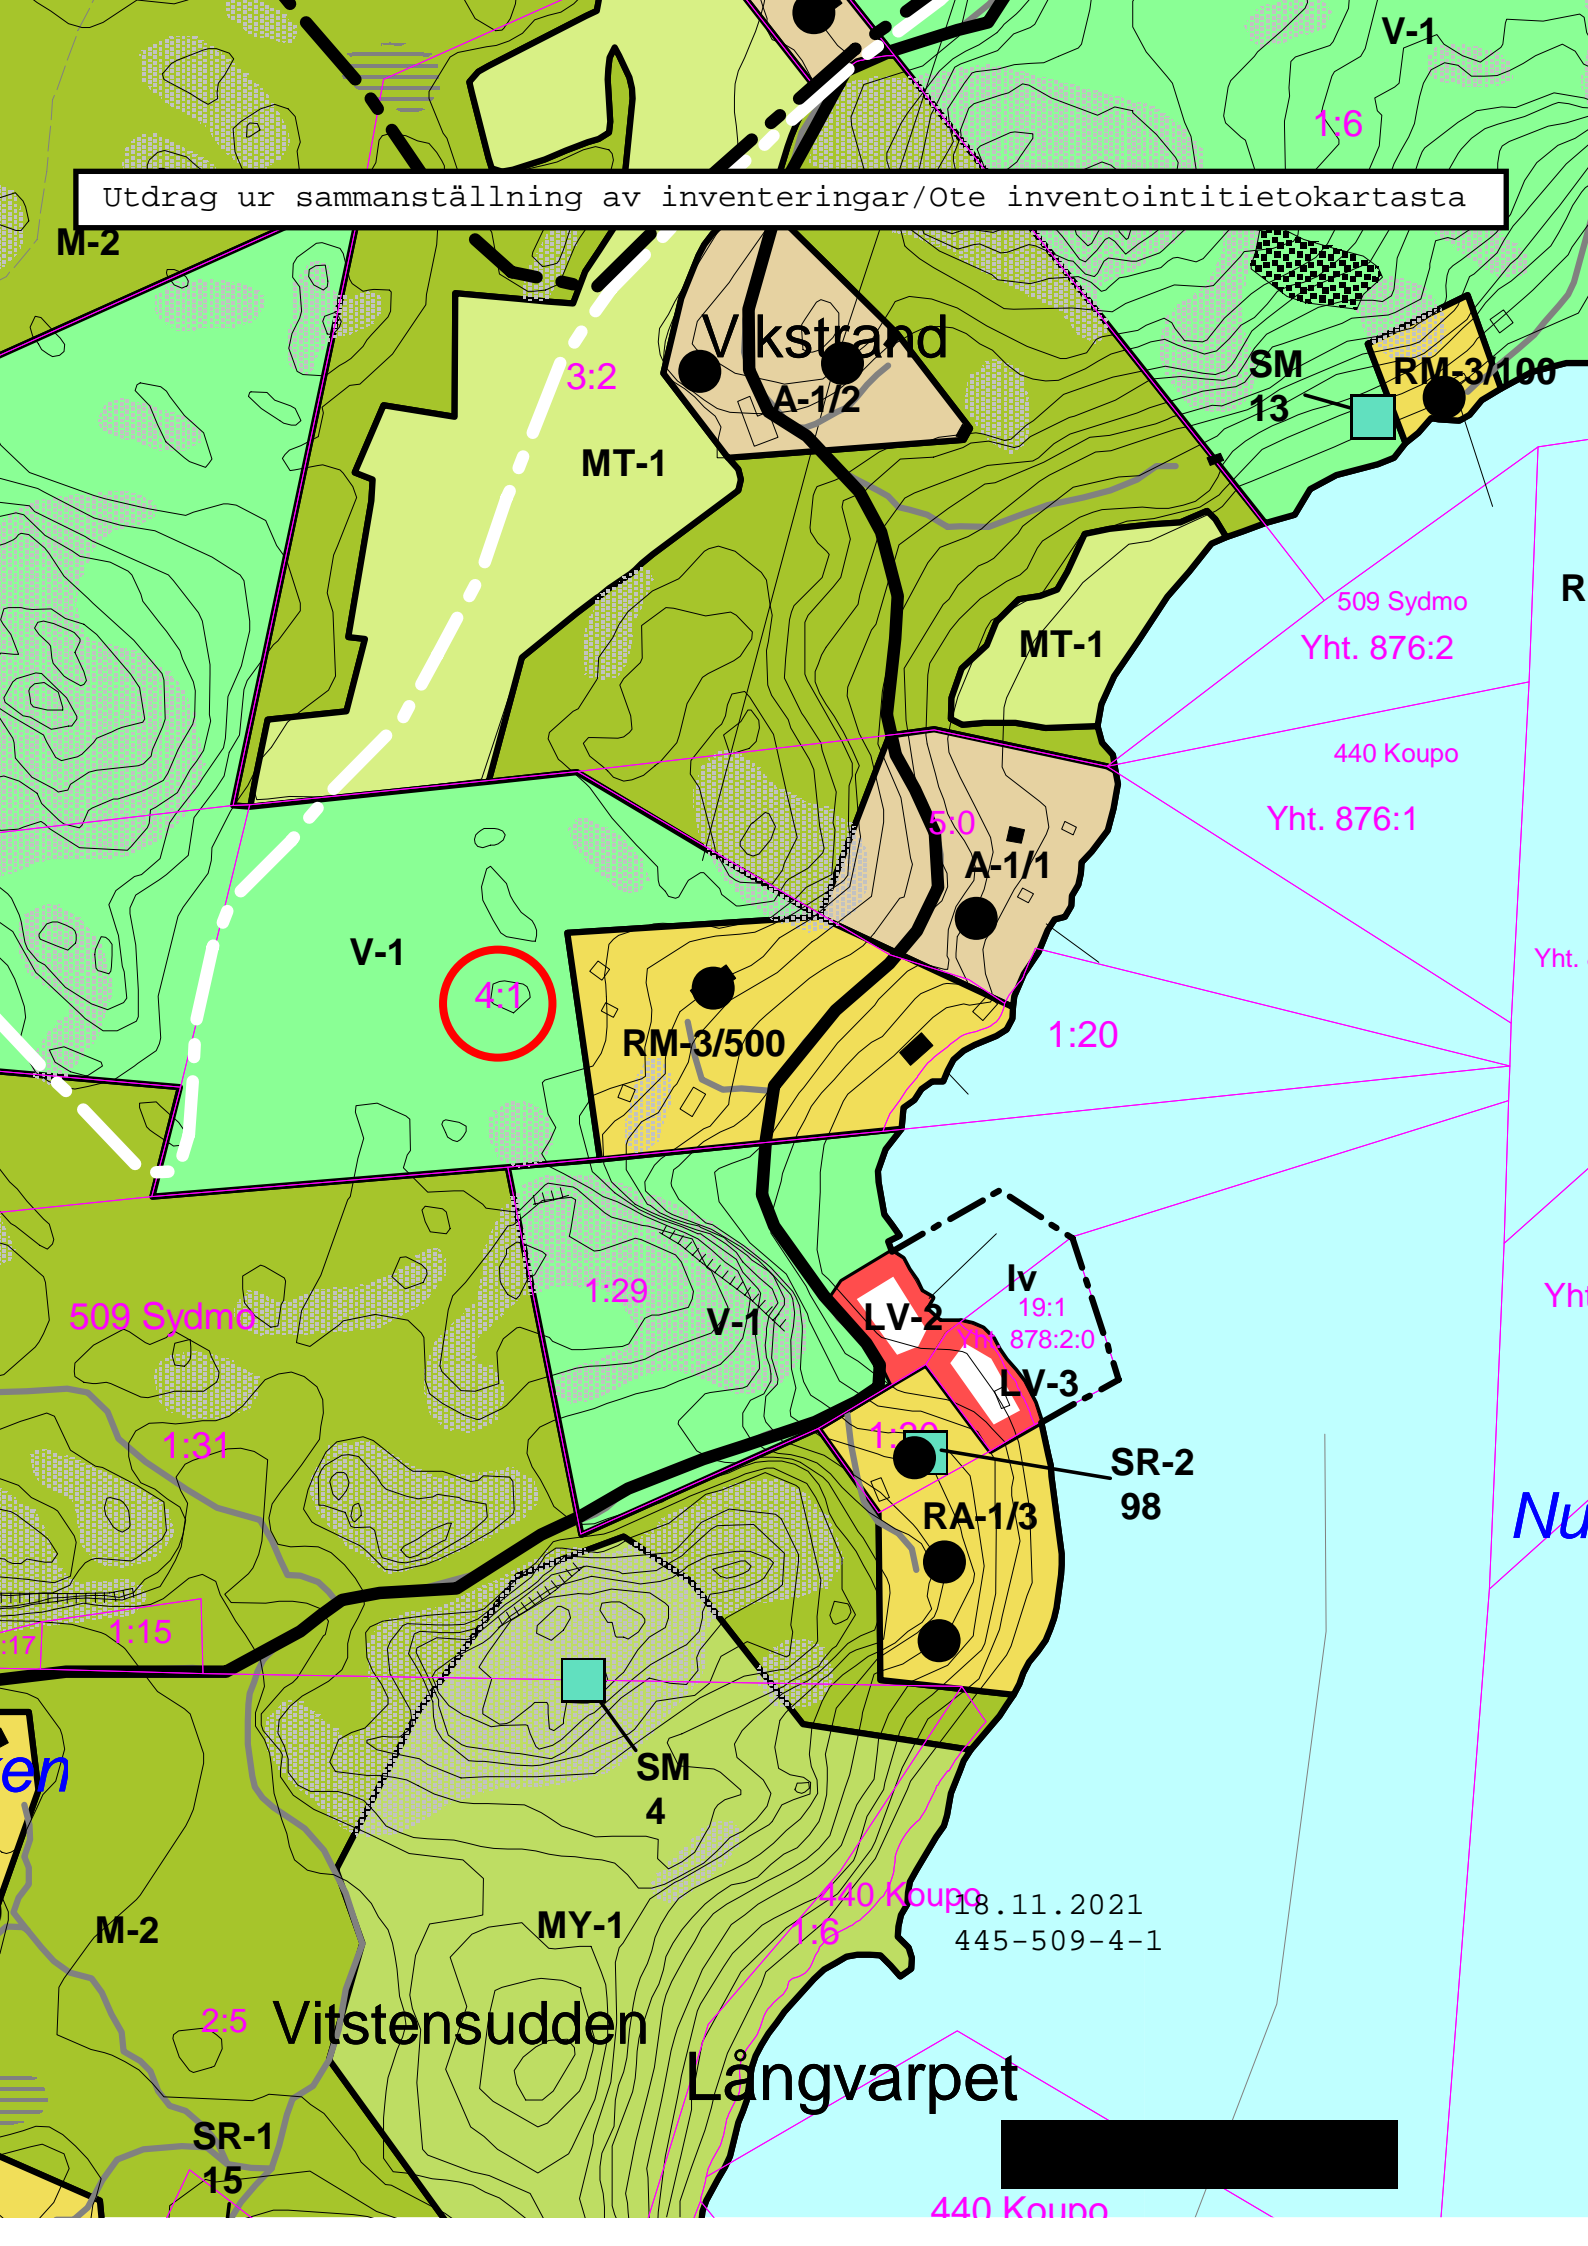 V-1
1:6
Utdrag ur sammanställning av inventeringar/Ote inventointitietokartasta
M-2
Vikstrand
3:2
A-1/2
SM
13
RM-3/100
MT-1
509 Sydmo
R
MT-1
Yht. 876:2
440 Koupo
5:0
Yht. 876:1
A-1/1
V-1
4:1
Yht.
RM-3/500
1:20
lv
1:29
19:1
509 Sydmo
V-1
LV-2
Yht. 878:2:0
Yht
LV-3
1:31
SR-2
98
RA-1/3
Nu
:17
1:15
SM
4
en
440 Koupo
18.11.2021
M-2
MY-1
1:6
445-509-4-1
2:5
Vitstensudden
Långvarpet
SR-1
15
440 Koupo